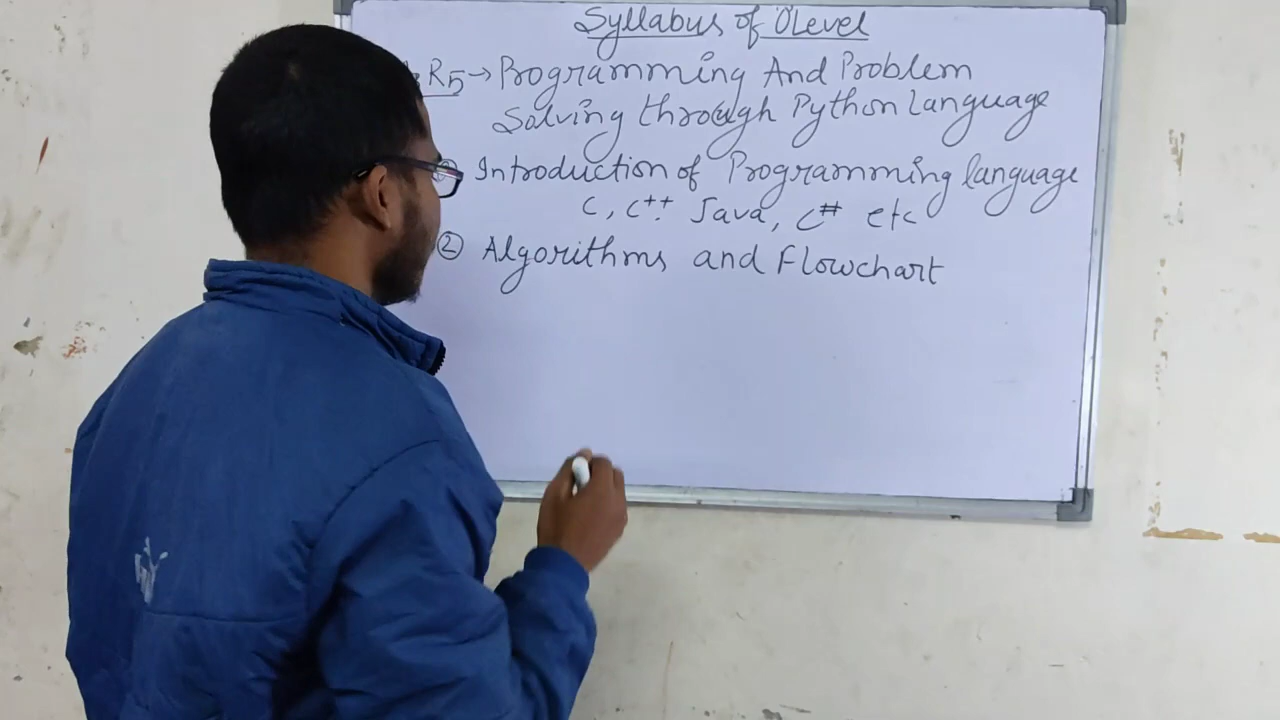 Syllabus of 'O'Level
R5 → Programming And Problem
Solving through Python Language
Introduction of Programming language
C, C++ Java, C# etc
② Algorithms and Flowchart